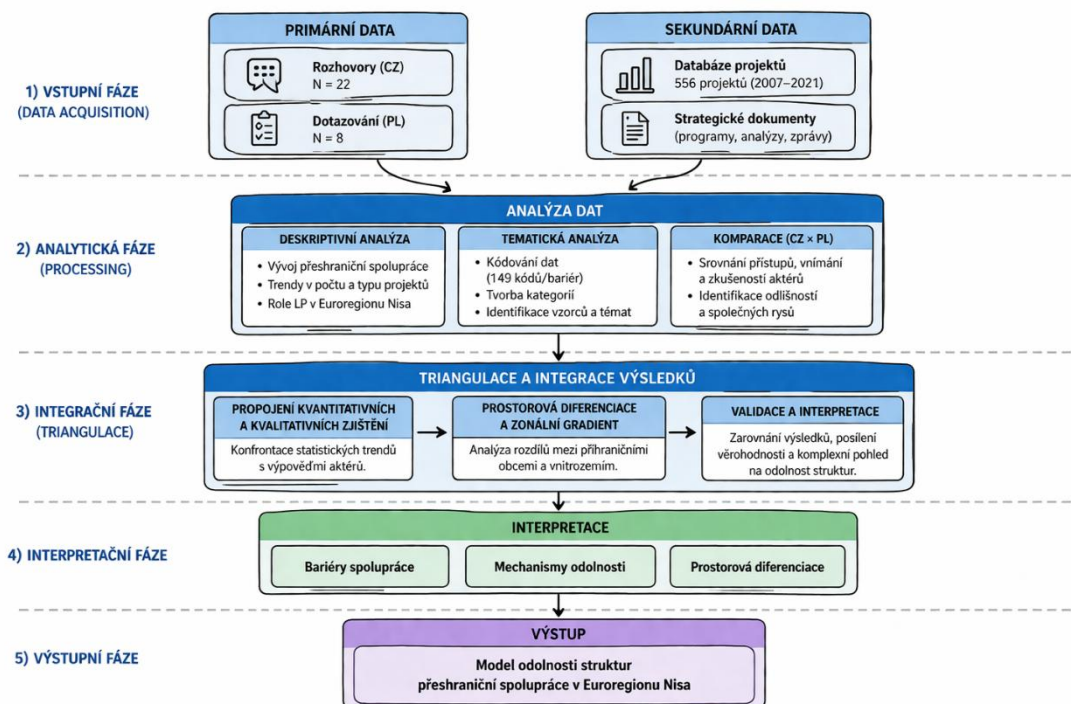 PRIMÁRNÍ DATA
Rozhovory (CZ)
N = 22
Dotazování (PL)
N = 8
SEKUNDÁRNÍ DATA
Databáze projektů
556 projektů (2007–2021)
Strategické dokumenty
(programy, analýzy, zprávy)
1) VSTUPNÍ FÁZE
(DATA ACQUISITION)
ANALÝZA DAT
2) ANALYTICKÁ FÁZE
(PROCESSING)
DESKRIPTIVNÍ ANALÝZA
• Vývoj přeshraniční spolupráce
• Trendy v počtu a typu projektů
• Role LP v Euroregionu Nisa
TEMATICKÁ ANALÝZA
• Kódování dat
(149 kódů/bariér)
• Tvorba kategorií
• Identifikace vzorců a témat
KOMPARACE (CZ × PL)
• Srovnání přístupů, vnímání
a zkušeností aktérů
• Identifikace odlišností
a společných rysů
TRIANGULACE A INTEGRACE VÝSLEDKŮ
3) INTEGRAČNÍ FÁZE
(TRIANGULACE)
PROPOJENÍ KVANTITATIVNÍCH
A KVALITATIVNÍCH ZJIŠTĚNÍ
Konfrontace statistických trendů
s výpověďmi aktérů.
PROSTOROVÁ DIFERENCIACE
A ZONÁLNÍ GRADIENT
Analýza rozdílů mezi příhraničními
obcemi a vnitrozemím.
VALIDACE A INTERPRETACE
Zarovnání výsledků, posílení
věrohodnosti a komplexní pohled
na odolnost struktur.
4) INTERPRETAČNÍ FÁZE
INTERPRETACE
Bariéry spolupráce
Mechanismy odolnosti
Prostorová diferenciace
5) VÝSTUPNÍ FÁZE
VÝSTUP
Model odolnosti struktur
přeshraniční spolupráce v Euroregionu Nisa